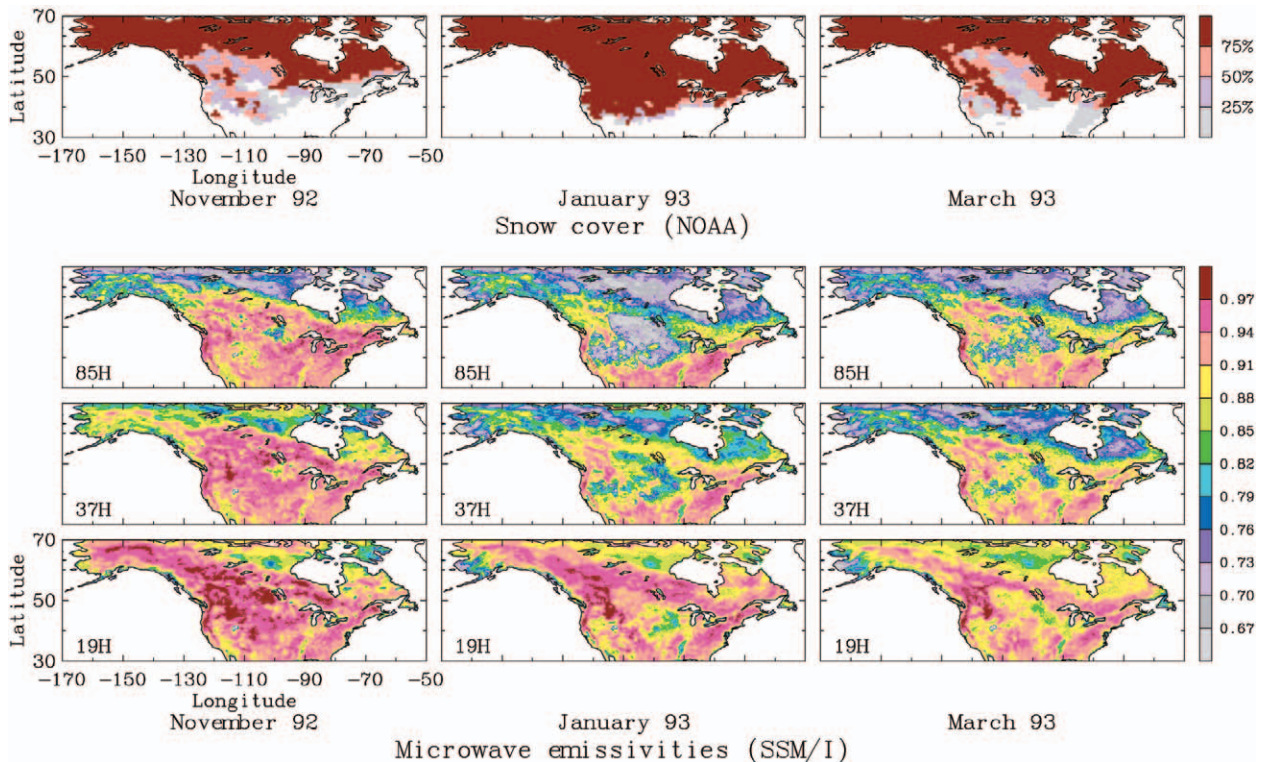 70
50
30
Latitude
-170 -150 -130 -110 -90 -70 -50
Longitude
November 92
January 93
March 93
75%
50%
25%
Snow cover (NOAA)
85H
85H
85H
37H
37H
37H
70
50
30
Latitude
19H
19H
19H
0.97
0.94
0.91
0.88
0.85
0.82
0.79
0.76
0.73
0.70
0.67
-170 -150 -130 -110 -90 -70 -50
Longitude
November 92
January 93
March 93
Microwave emissivities (SSM/I)